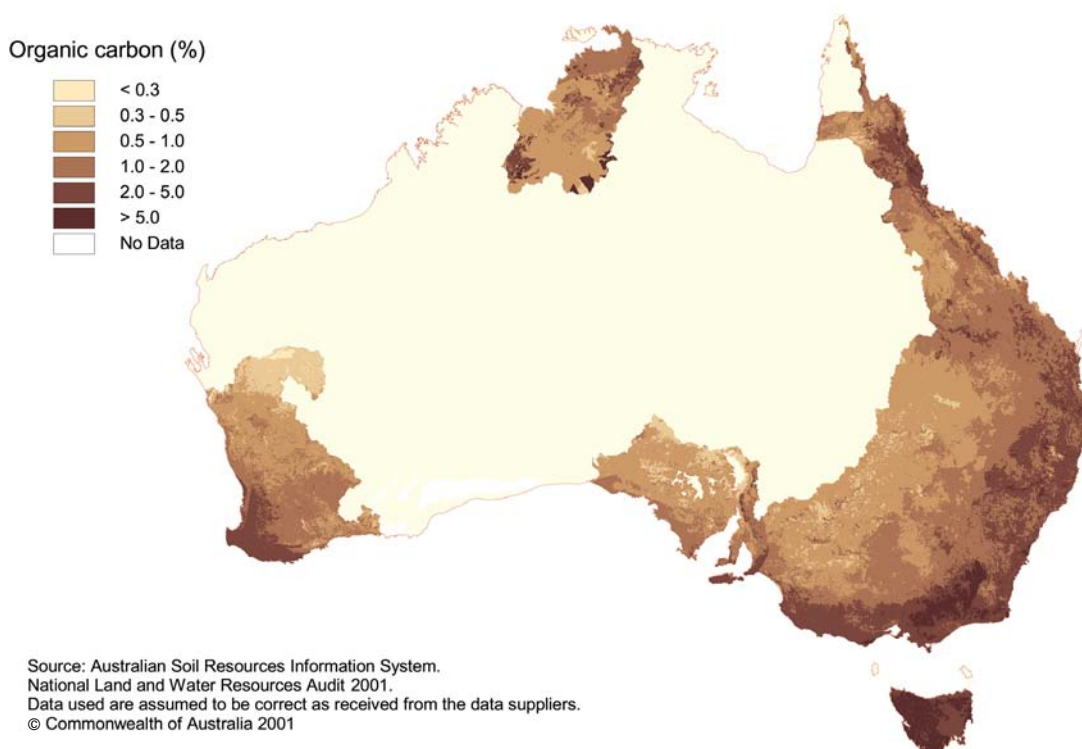 Organic carbon (%)
< 0.3
0.3 - 0.5
0.5 - 1.0
1.0 - 2.0
2.0 - 5.0
> 5.0
No Data
Source: Australian Soil Resources Information System.
National Land and Water Resources Audit 2001.
Data used are assumed to be correct as received from the data suppliers.
© Commonwealth of Australia 2001